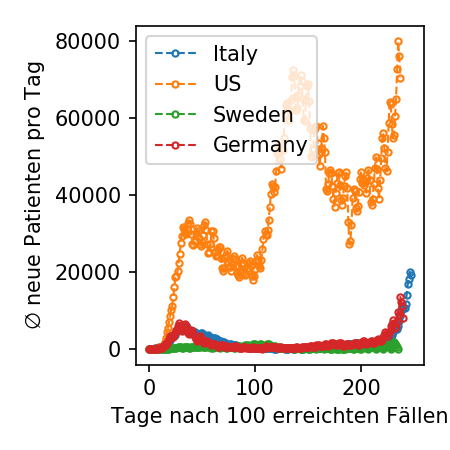 80000
60000
40000
20000
0
∅ neue Patienten pro Tag
Italy
US
Sweden
Germany
0 100 200
Tage nach 100 erreichten Fällen